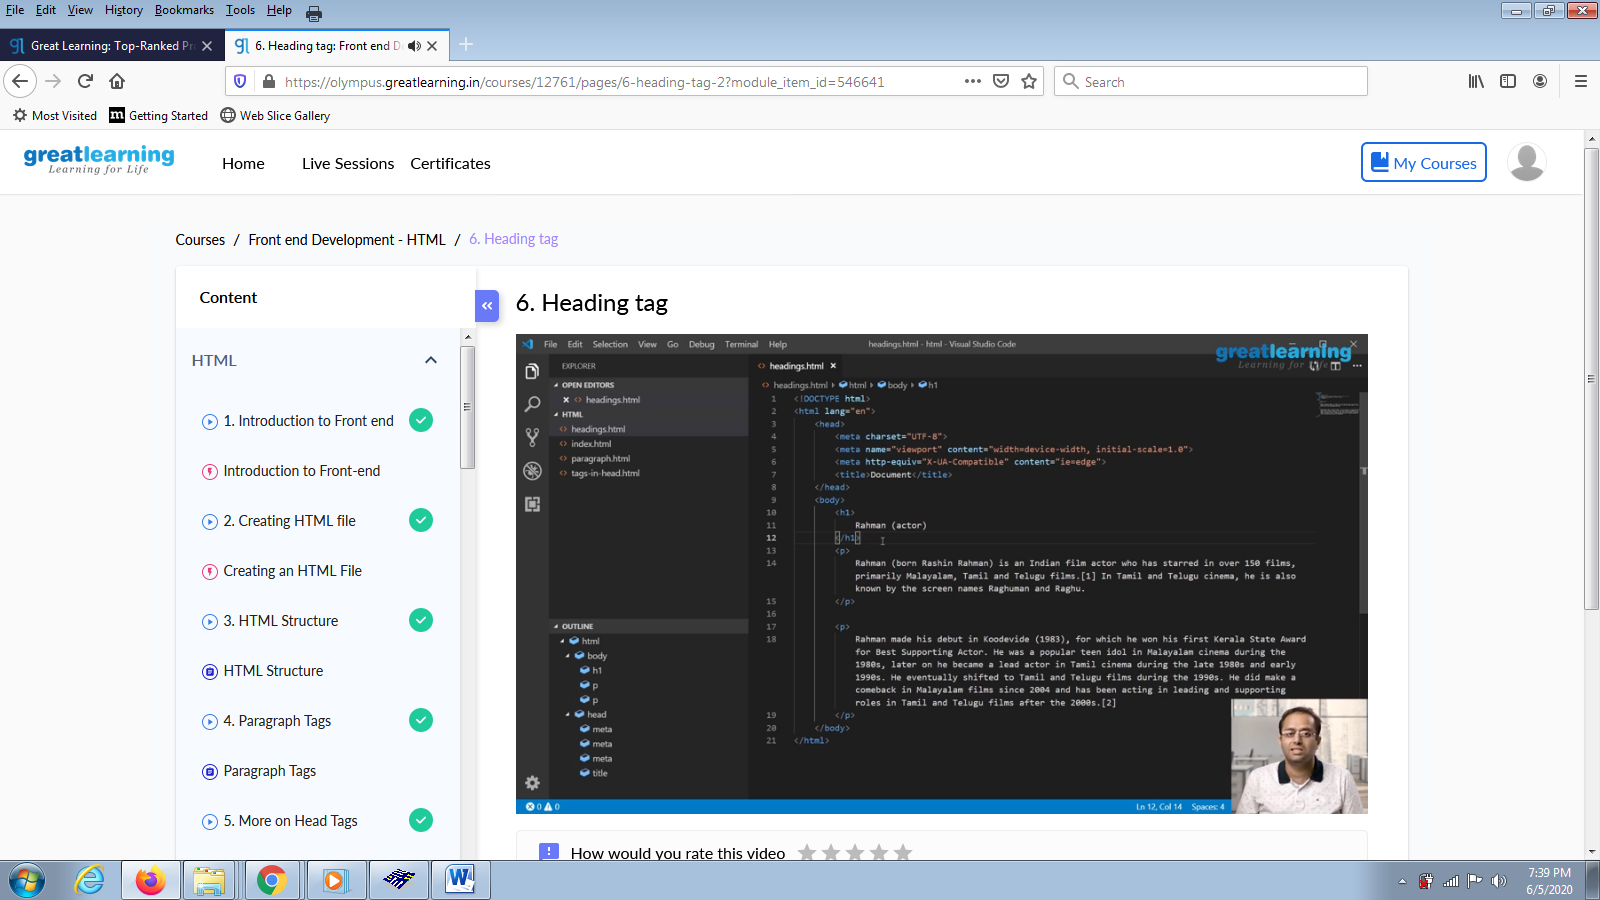 File Edit View History Bookmarks Tools Help
Great Learning: Top-Ranked Pr
6. Heading tag: Front end D
https://olympus.greatlearning.in/courses/12761/pages/6-heading-tag-2?module_item_id=546641
Search
Most Visited Getting Started Web Slice Gallery
greatlearning
Learning for Life
Home Live Sessions Certificates
My Courses
Courses / Front end Development - HTML / 6. Heading tag
Content
HTML
1. Introduction to Front end
Introduction to Front-end
2. Creating HTML file
Creating an HTML File
3. HTML Structure
HTML Structure
4. Paragraph Tags
Paragraph Tags
5. More on Head Tags
6. Heading tag
File Edit Selection View Go Debug Terminal Help
headings.html - html - Visual Studio Code
greatlearning
Learning for Life
EXPLORER
OPEN EDITORS
headings.html
HTML
headings.html
index.html
paragraph.html
tags-in-head.html
OUTLINE
html
body
h1
p
p
head
meta
meta
meta
title
headings.html
headings.html html body h1
1 <!DOCTYPE html>
2 <html lang="en">
3 <head>
4 <meta charset="UTF-8">
5 <meta name="viewport" content="width=device-width, initial-scale=1.0">
6 <meta http-equiv="X-UA-Compatible" content="ie=edge">
7 <title>Document</title>
8 </head>
9 <body>
10 <h1>
11 Rahman (actor)
12 </h1>
13 <p>
14 Rahman (born Rashin Rahman) is an Indian film actor who has starred in over 150 films,
primarily Malayalam, Tamil and Telugu films.[1] In Tamil and Telugu cinema, he is also
known by the screen names Raghuman and Raghu.
15 </p>
16
17 <p>
18 Rahman made his debut in Koodevide (1983), for which he won his first Kerala State Award
for Best Supporting Actor. He was a popular teen idol in Malayalam cinema during the
1980s, later on he became a lead actor in Tamil cinema during the late 1980s and early
1990s. He eventually shifted to Tamil and Telugu films during the 1990s. He did make a
comeback in Malayalam films since 2004 and has been acting in leading and supporting
roles in Tamil and Telugu films after the 2000s.[2]
19 </p>
20 </body>
21 </html>
0 0
Ln 12, Col 14 Spaces: 4
How would you rate this video
7:39 PM
6/5/2020